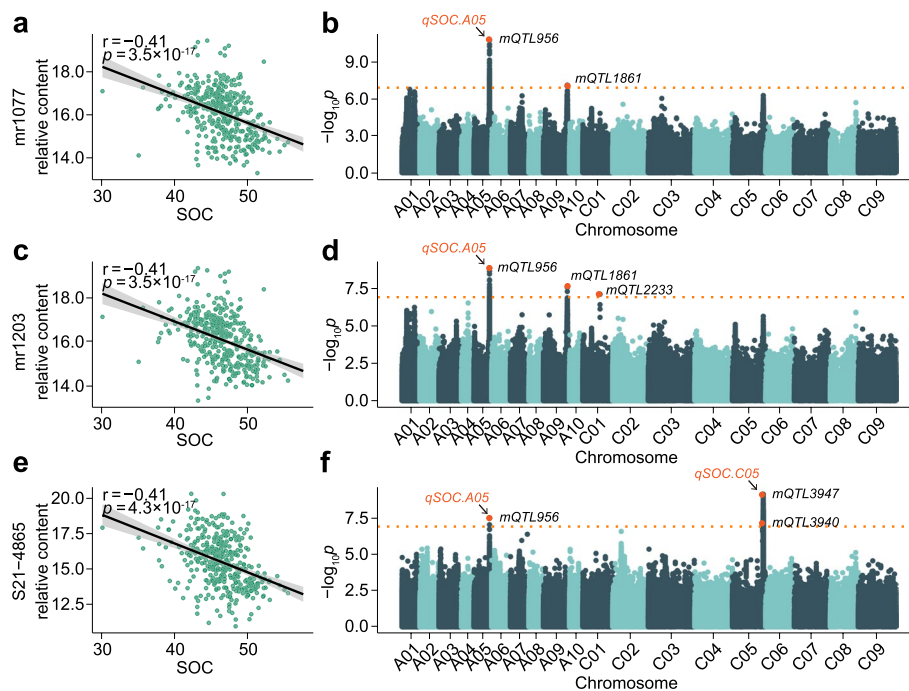 a
r = −0.41
p = 3.5×10-17
18.0
16.0
14.0
mr1077
relative content
30 40 50
SOC
b
qSOC.A05
mQTL956
mQTL1861
9.0
6.0
3.0
0.0
−log10p
A01 A02 A03 A04 A05 A06 A07 A08 A09 A10 C01 C02 C03 C04 C05 C06 C07 C08 C09
Chromosome
c
r = −0.41
p = 3.5×10-17
18.0
16.0
14.0
mr1203
relative content
30 40 50
SOC
d
qSOC.A05
mQTL956
mQTL1861
mQTL2233
7.5
5.0
2.5
0.0
−log10p
A01 A02 A03 A04 A05 A06 A07 A08 A09 A10 C01 C02 C03 C04 C05 C06 C07 C08 C09
Chromosome
e
r = −0.41
p = 4.3×10-17
20.0
17.5
15.0
12.5
S21−4865
relative content
30 40 50
SOC
f
qSOC.C05
qSOC.A05
mQTL3947
mQTL956
mQTL3940
7.5
5.0
2.5
0.0
−log10p
A01 A02 A03 A04 A05 A06 A07 A08 A09 A10 C01 C02 C03 C04 C05 C06 C07 C08 C09
Chromosome